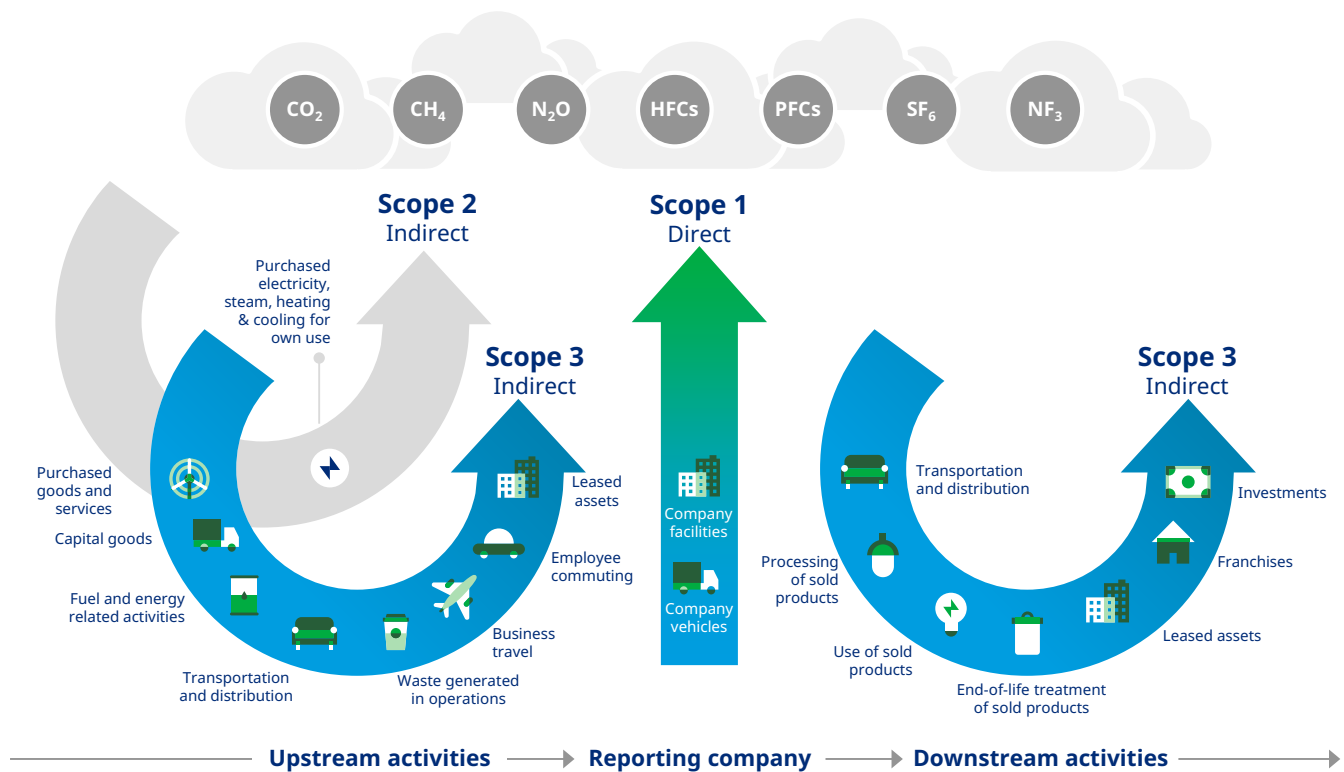 CO₂
CH₄
N₂O
HFCs
PFCs
SF₆
NF₃
Scope 2
Indirect
Purchased
electricity,
steam, heating
& cooling for
own use
Scope 3
Indirect
Purchased
goods and
services
Capital goods
Fuel and energy
related activities
Transportation
and distribution
Waste generated
in operations
Business
travel
Employee
commuting
Leased
assets
Scope 1
Direct
Company
facilities
Company
vehicles
Scope 3
Indirect
Transportation
and distribution
Processing
of sold
products
Use of sold
products
End-of-life treatment
of sold products
Leased assets
Franchises
Investments
Upstream activities
Reporting company
Downstream activities